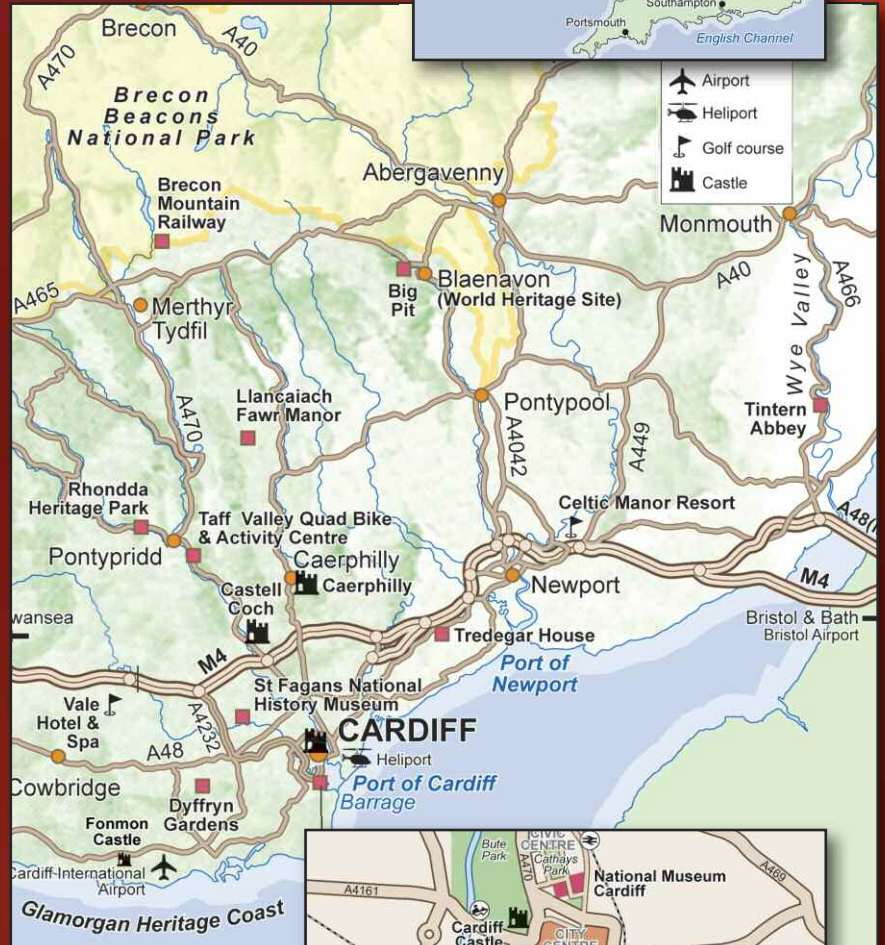 Southampton
Portsmouth
English Channel
Airport
Heliport
Golf course
Castle
Brecon
A470
A40
Brecon
Beacons
National Park
Brecon
Mountain
Railway
Abergavenny
Monmouth
A465
Merthyr
Tydfil
Big
Pit
Blaenavon
(World Heritage Site)
A40
Wye Valley
A466
Llancaiach
Fawr Manor
A470
Pontypool
A4042
A449
Tintern
Abbey
Rhondda
Heritage Park
Taff Valley Quad Bike
& Activity Centre
Celtic Manor Resort
Pontypridd
Caerphilly
Caerphilly
Castell
Coch
Newport
M4
wansea
Bristol & Bath
Bristol Airport
M4
Tredegar House
Port of
Newport
St Fagans National
History Museum
Vale
Hotel &
Spa
A4232
A48
CARDIFF
Heliport
Cowbridge
Port of Cardiff
Barrage
Dyffryn
Gardens
Fonmon
Castle
Cardiff International
Airport
Glamorgan Heritage Coast
Bute
Park
CIVIC
CENTRE
Cathays
Park
A470
National Museum
Cardiff
A469
A4161
Cardiff
Castle
CITY
CENTRE